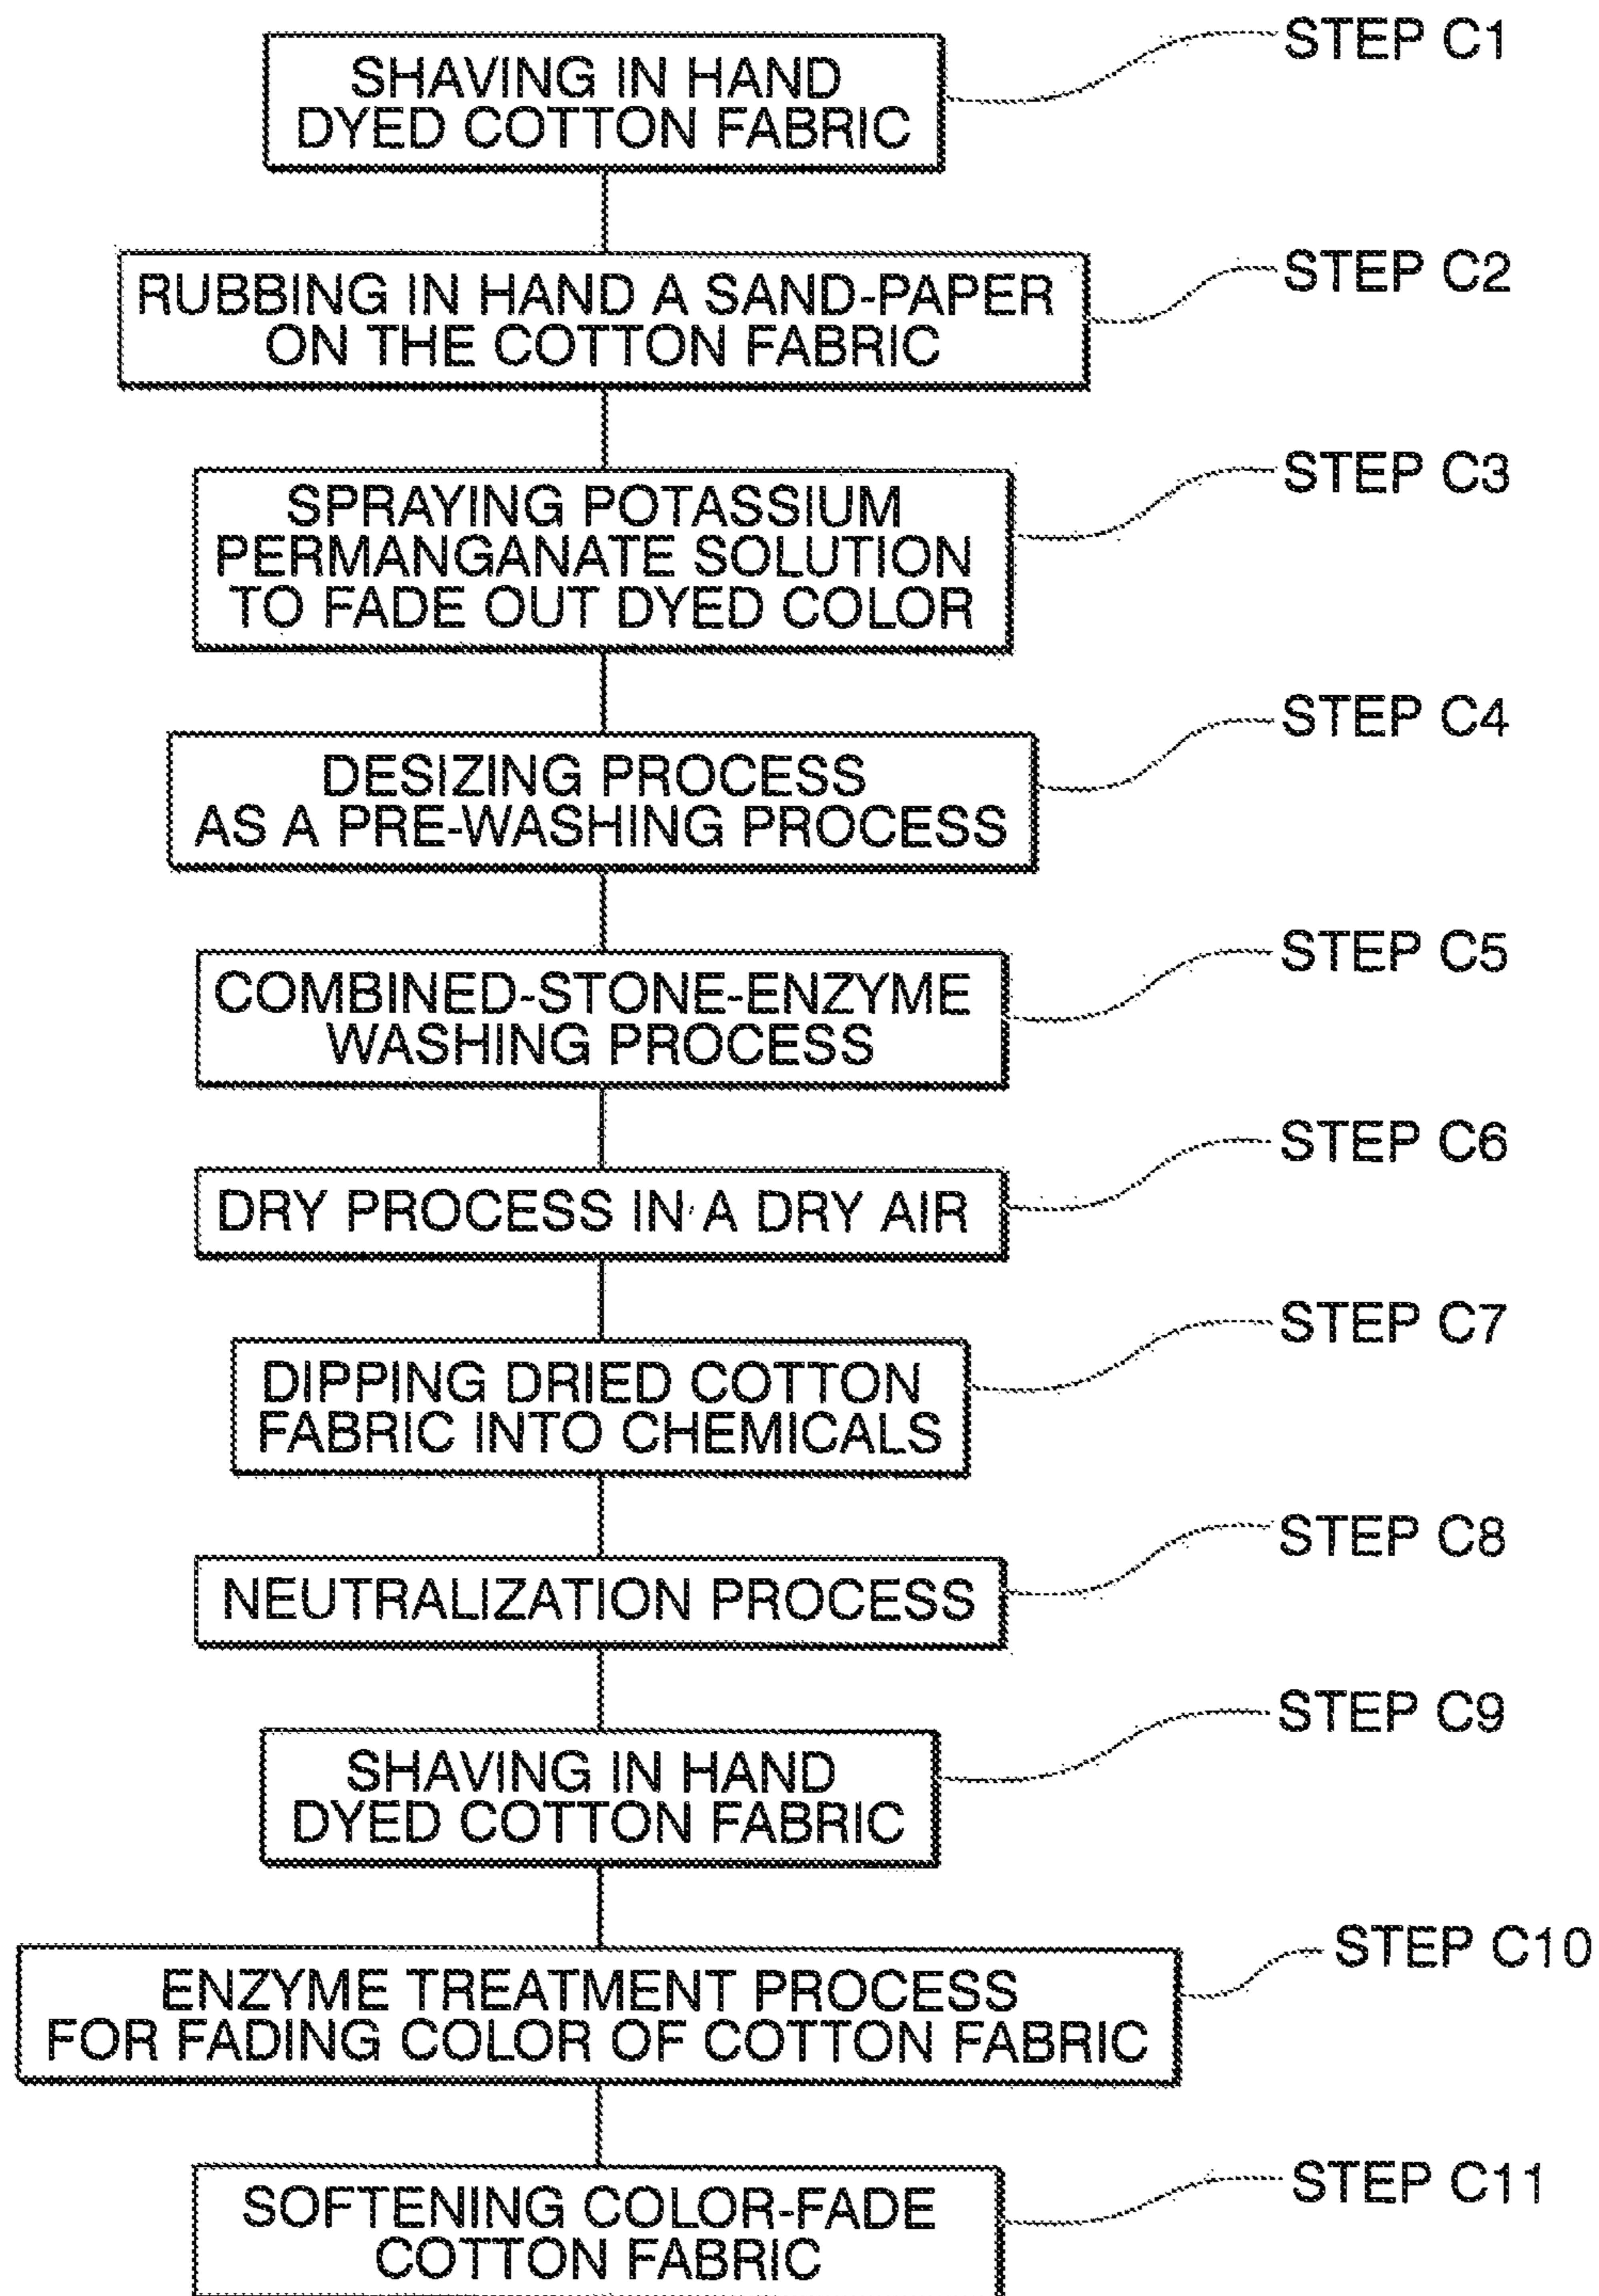 STEP C1
SHAVING IN HAND
DYED COTTON FABRIC
STEP C2
RUBBING IN HAND A SAND-PAPER
ON THE COTTON FABRIC
STEP C3
SPRAYING POTASSIUM
PERMANGANATE SOLUTION
TO FADE OUT DYED COLOR
STEP C4
DESIZING PROCESS
AS A PRE-WASHING PROCESS
STEP C5
COMBINED-STONE-ENZYME
WASHING PROCESS
STEP C6
DRY PROCESS IN A DRY AIR
STEP C7
DIPPING DRIED COTTON
FABRIC INTO CHEMICALS
STEP C8
NEUTRALIZATION PROCESS
STEP C9
SHAVING IN HAND
DYED COTTON FABRIC
STEP C10
ENZYME TREATMENT PROCESS
FOR FADING COLOR OF COTTON FABRIC
STEP C11
SOFTENING COLOR-FADE
COTTON FABRIC